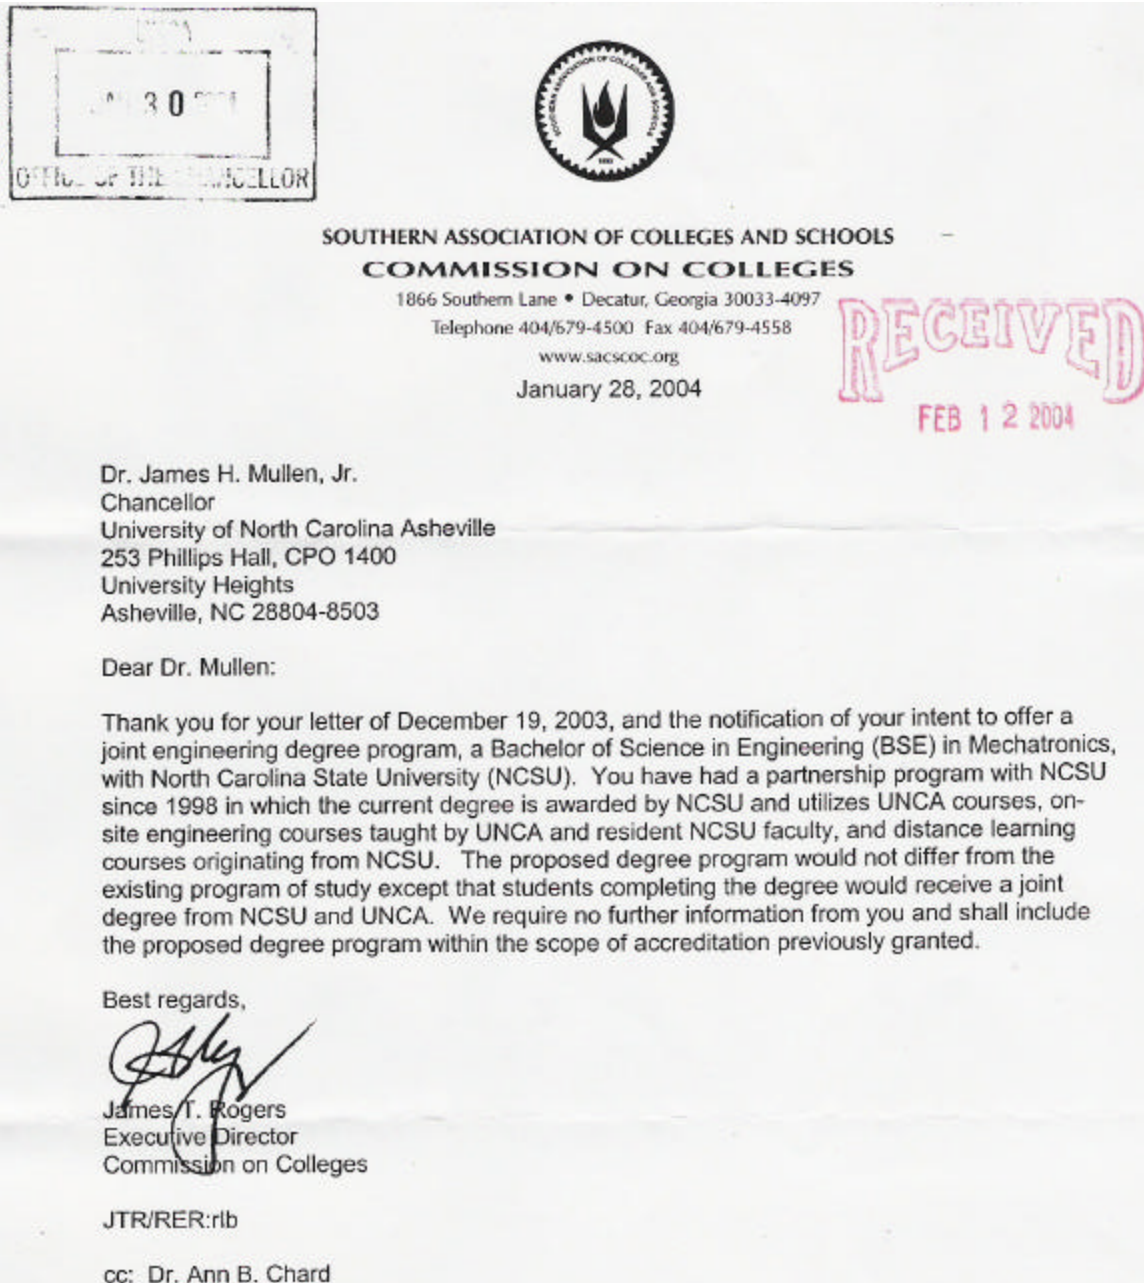 30
OFFICE OF THE CHANCELLOR
SOUTHERN ASSOCIATION OF COLLEGES AND SCHOOLS
SOUTHERN ASSOCIATION OF COLLEGES AND SCHOOLS
COMMISSION ON COLLEGES
1866 Southern Lane • Decatur, Georgia 30033-4097
Telephone 404/679-4500 Fax 404/679-4558
www.sacscoc.org
January 28, 2004
RECEIVED
FEB 12 2004
Dr. James H. Mullen, Jr.
Chancellor
University of North Carolina Asheville
253 Phillips Hall, CPO 1400
University Heights
Asheville, NC 28804-8503
Dear Dr. Mullen:
Thank you for your letter of December 19, 2003, and the notification of your intent to offer a
joint engineering degree program, a Bachelor of Science in Engineering (BSE) in Mechatronics,
with North Carolina State University (NCSU). You have had a partnership program with NCSU
since 1998 in which the current degree is awarded by NCSU and utilizes UNCA courses, on-
site engineering courses taught by UNCA and resident NCSU faculty, and distance learning
courses originating from NCSU. The proposed degree program would not differ from the
existing program of study except that students completing the degree would receive a joint
degree from NCSU and UNCA. We require no further information from you and shall include
the proposed degree program within the scope of accreditation previously granted.
Best regards,
James T. Rogers
Executive Director
Commission on Colleges
JTR/RER:rlb
cc: Dr. Ann B. Chard